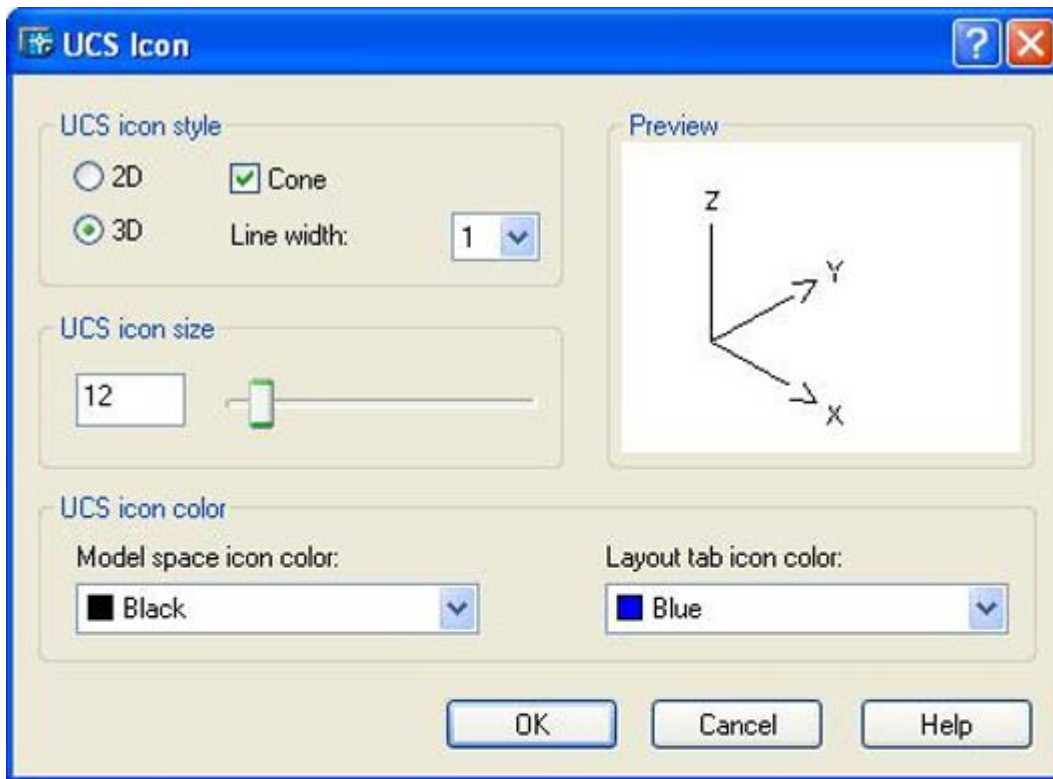 UCS Icon
UCS icon style
2D
Cone
3D
Line width:
1
Preview
Z
Y
X
UCS icon size
12
UCS icon color
Model space icon color:
Black
Layout tab icon color:
Blue
OK
Cancel
Help